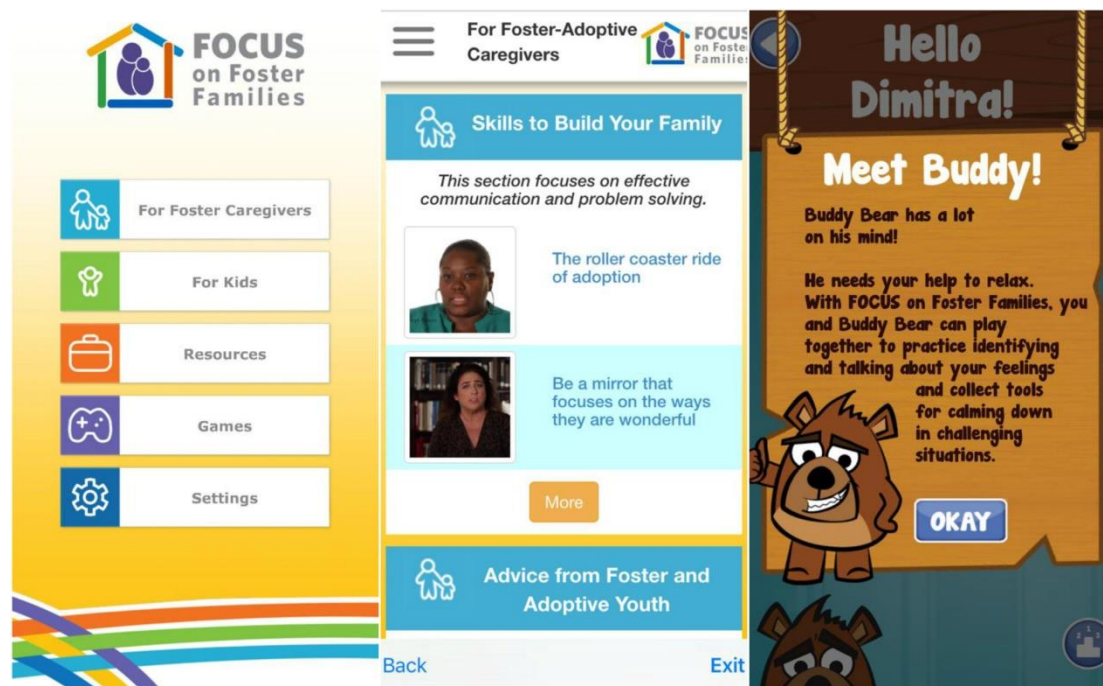 FOCUS
on Foster
Families
For Foster Caregivers
For Kids
Resources
Games
Settings
For Foster-Adoptive
Caregivers
FOCUS
on Foste
Families
Skills to Build Your Family
This section focuses on effective
communication and problem solving.
The roller coaster ride
of adoption
Be a mirror that
focuses on the ways
they are wonderful
More
Advice from Foster and
Adoptive Youth
Back
Exit
Hello
Dimitra!
Meet Buddy!
Buddy Bear has a lot
on his mind!
He needs your help to relax.
With FOCUS on Foster Families, you
and Buddy Bear can play
together to practice identifying
and talking about your feelings
and collect tools
for calming down
in challenging
situations.
OKAY